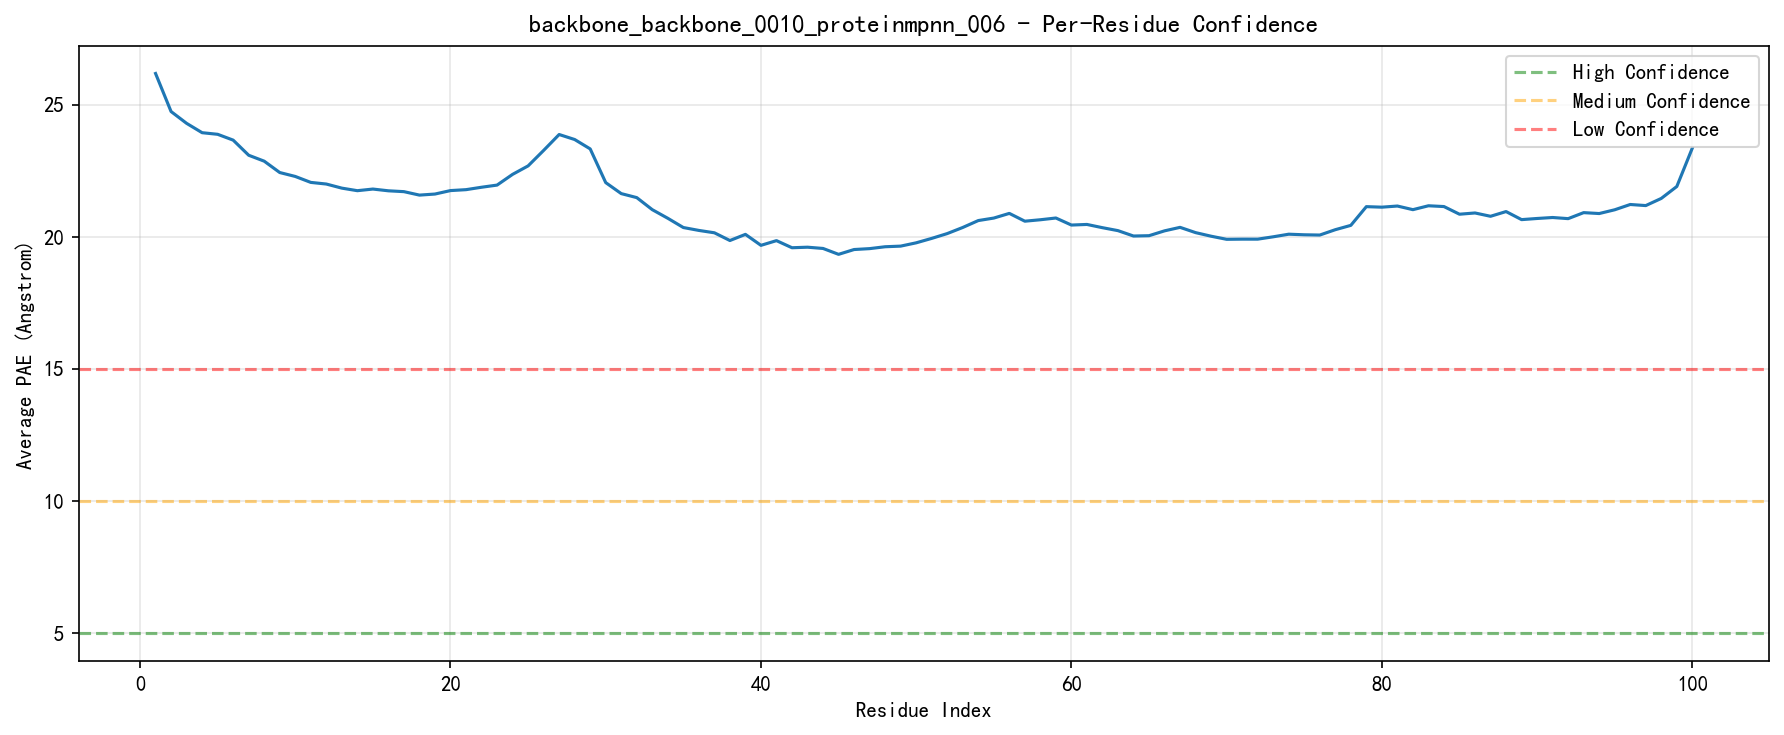 backbone_backbone_0010_proteinmpnn_006 - Per-Residue Confidence
High Confidence
Medium Confidence
Low Confidence
25
20
15
10
5
Average PAE (Angstrom)
0 20 40 60 80 100
Residue Index